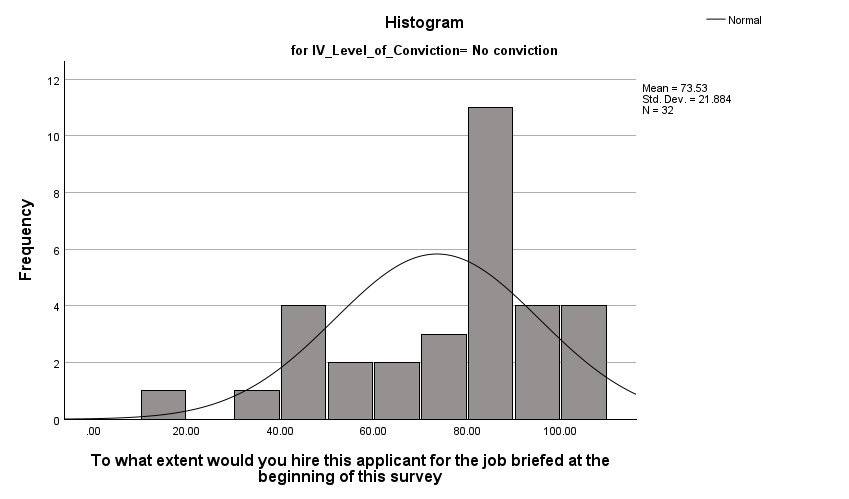 Histogram
for IV_Level_of_Conviction= No conviction
Normal
Mean = 73.53
Std. Dev. = 21.884
N = 32
Frequency
12
10
8
6
4
2
0
.00 20.00 40.00 60.00 80.00 100.00
To what extent would you hire this applicant for the job briefed at the
beginning of this survey